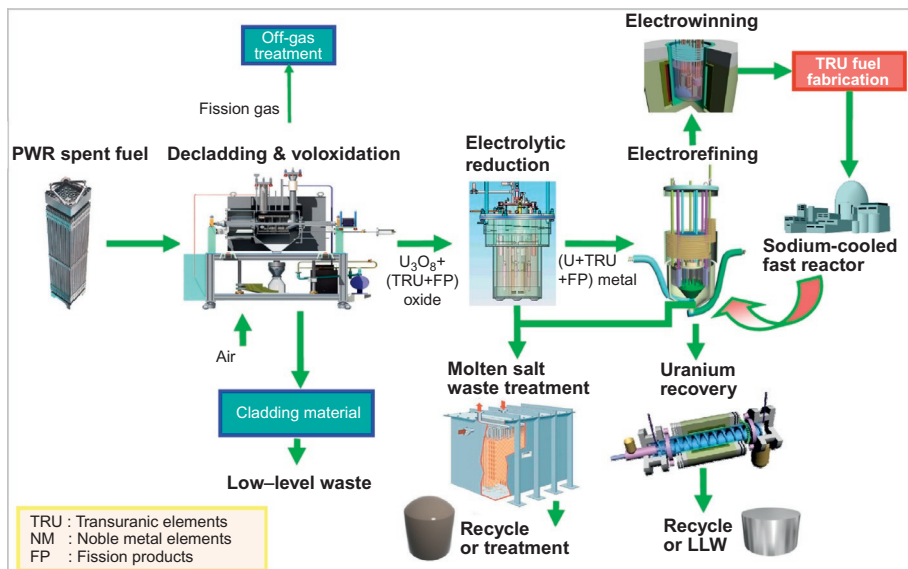 Off-gas
treatment
Fission gas
Electrowinning
TRU fuel
fabrication
PWR spent fuel
Decladding & voloxidation
Electrolytic
reduction
Electrorefining
U₃O₈+
(TRU+FP)
oxide
(U+TRU
+FP) metal
Sodium-cooled
fast reactor
Air
Cladding material
Low–level waste
Molten salt
waste treatment
Uranium
recovery
Recycle
or treatment
Recycle
or LLW
TRU : Transuranic elements
NM : Noble metal elements
FP : Fission products